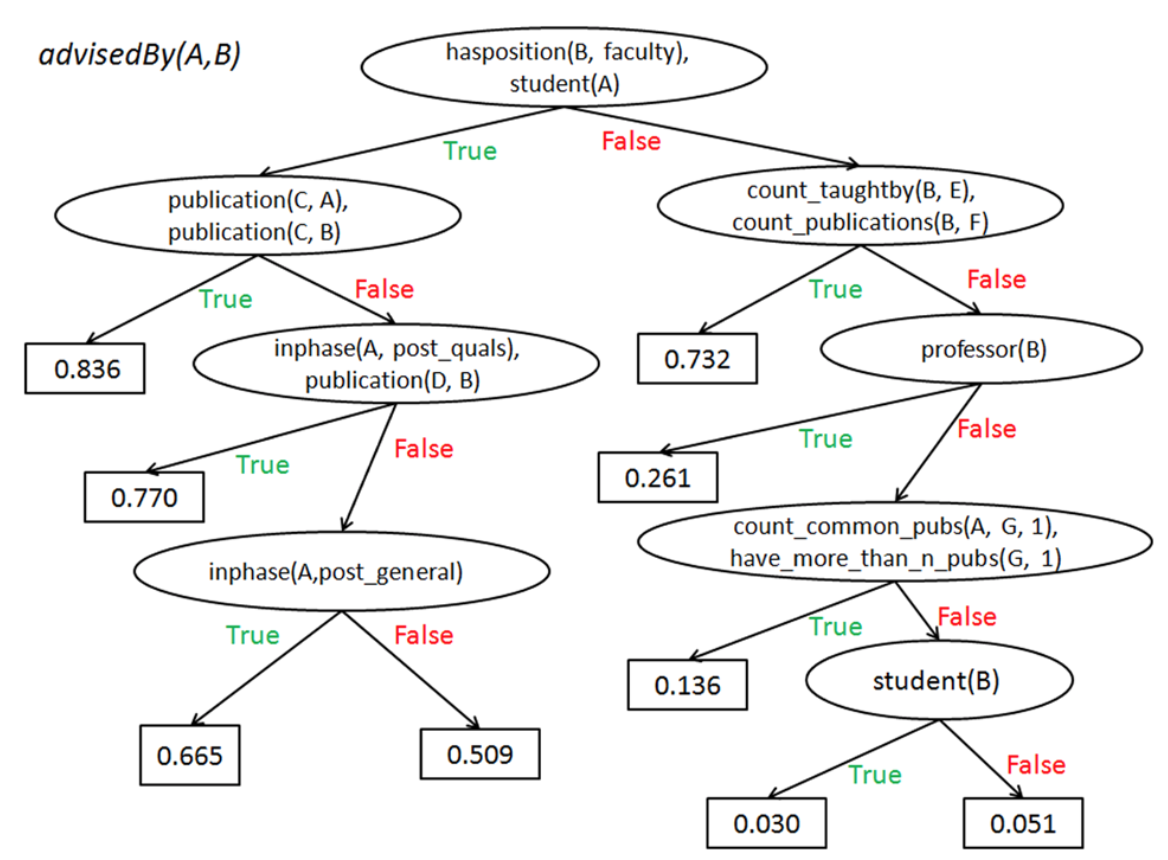 advisedBy(A,B)
hasposition(B, faculty),
student(A)
True
False
publication(C, A),
publication(C, B)
count_taughtby(B, E),
count_publications(B, F)
True
False
True
False
0.836
inphase(A, post_quals),
publication(D, B)
0.732
professor(B)
True
False
True
False
0.770
0.261
inphase(A,post_general)
count_common_pubs(A, G, 1),
have_more_than_n_pubs(G, 1)
True
False
True
False
0.136
student(B)
0.665
0.509
True
False
0.030
0.051